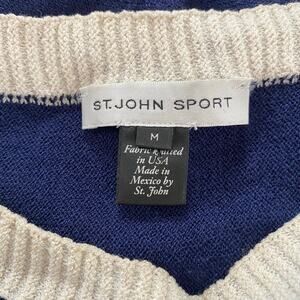 ST. JOHN SPORT
M
Fabric Knitted
in USA
Made in
Mexico by
St. John